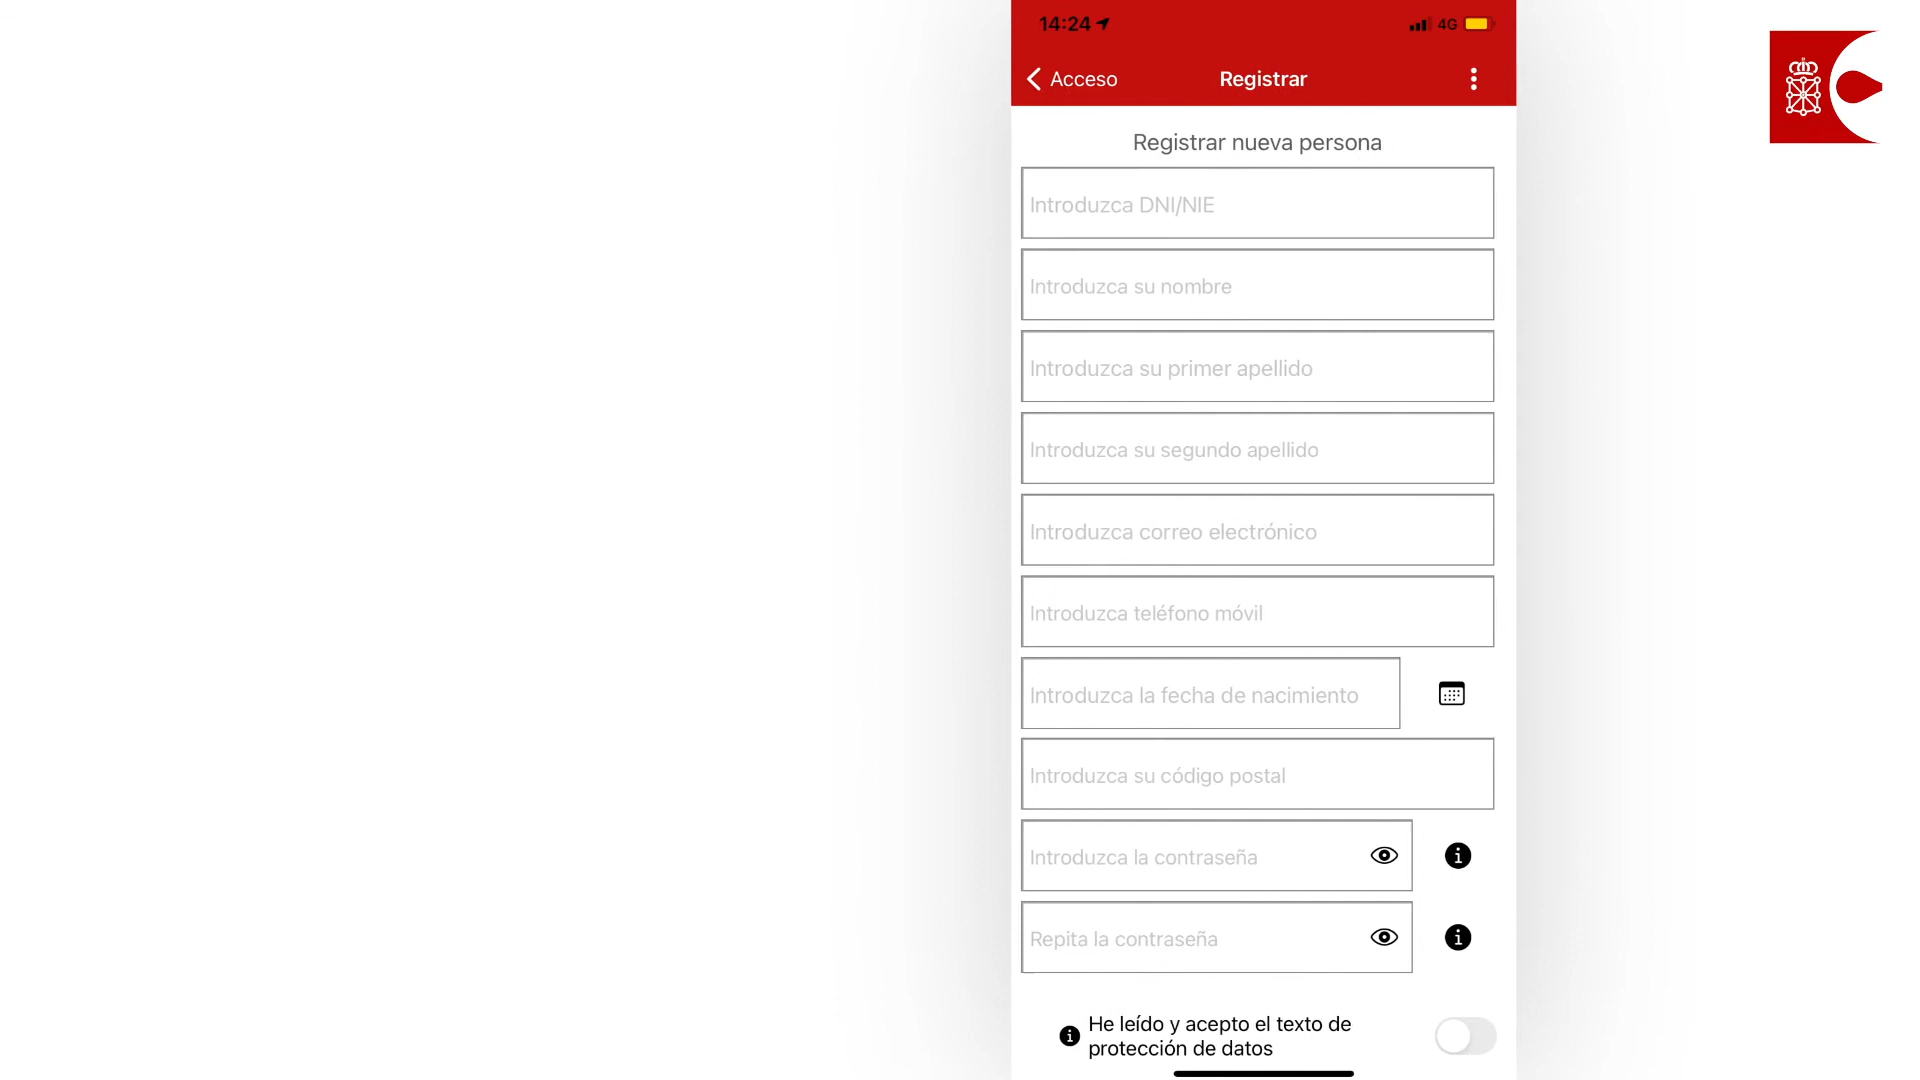 14:24
4G
Acceso
Registrar
Registrar nueva persona
Introduzca DNI/NIE
Introduzca su nombre
Introduzca su primer apellido
Introduzca su segundo apellido
Introduzca correo electrónico
Introduzca teléfono móvil
Introduzca la fecha de nacimiento
Introduzca su código postal
Introduzca la contraseña
Repita la contraseña
He leído y acepto el texto de
protección de datos